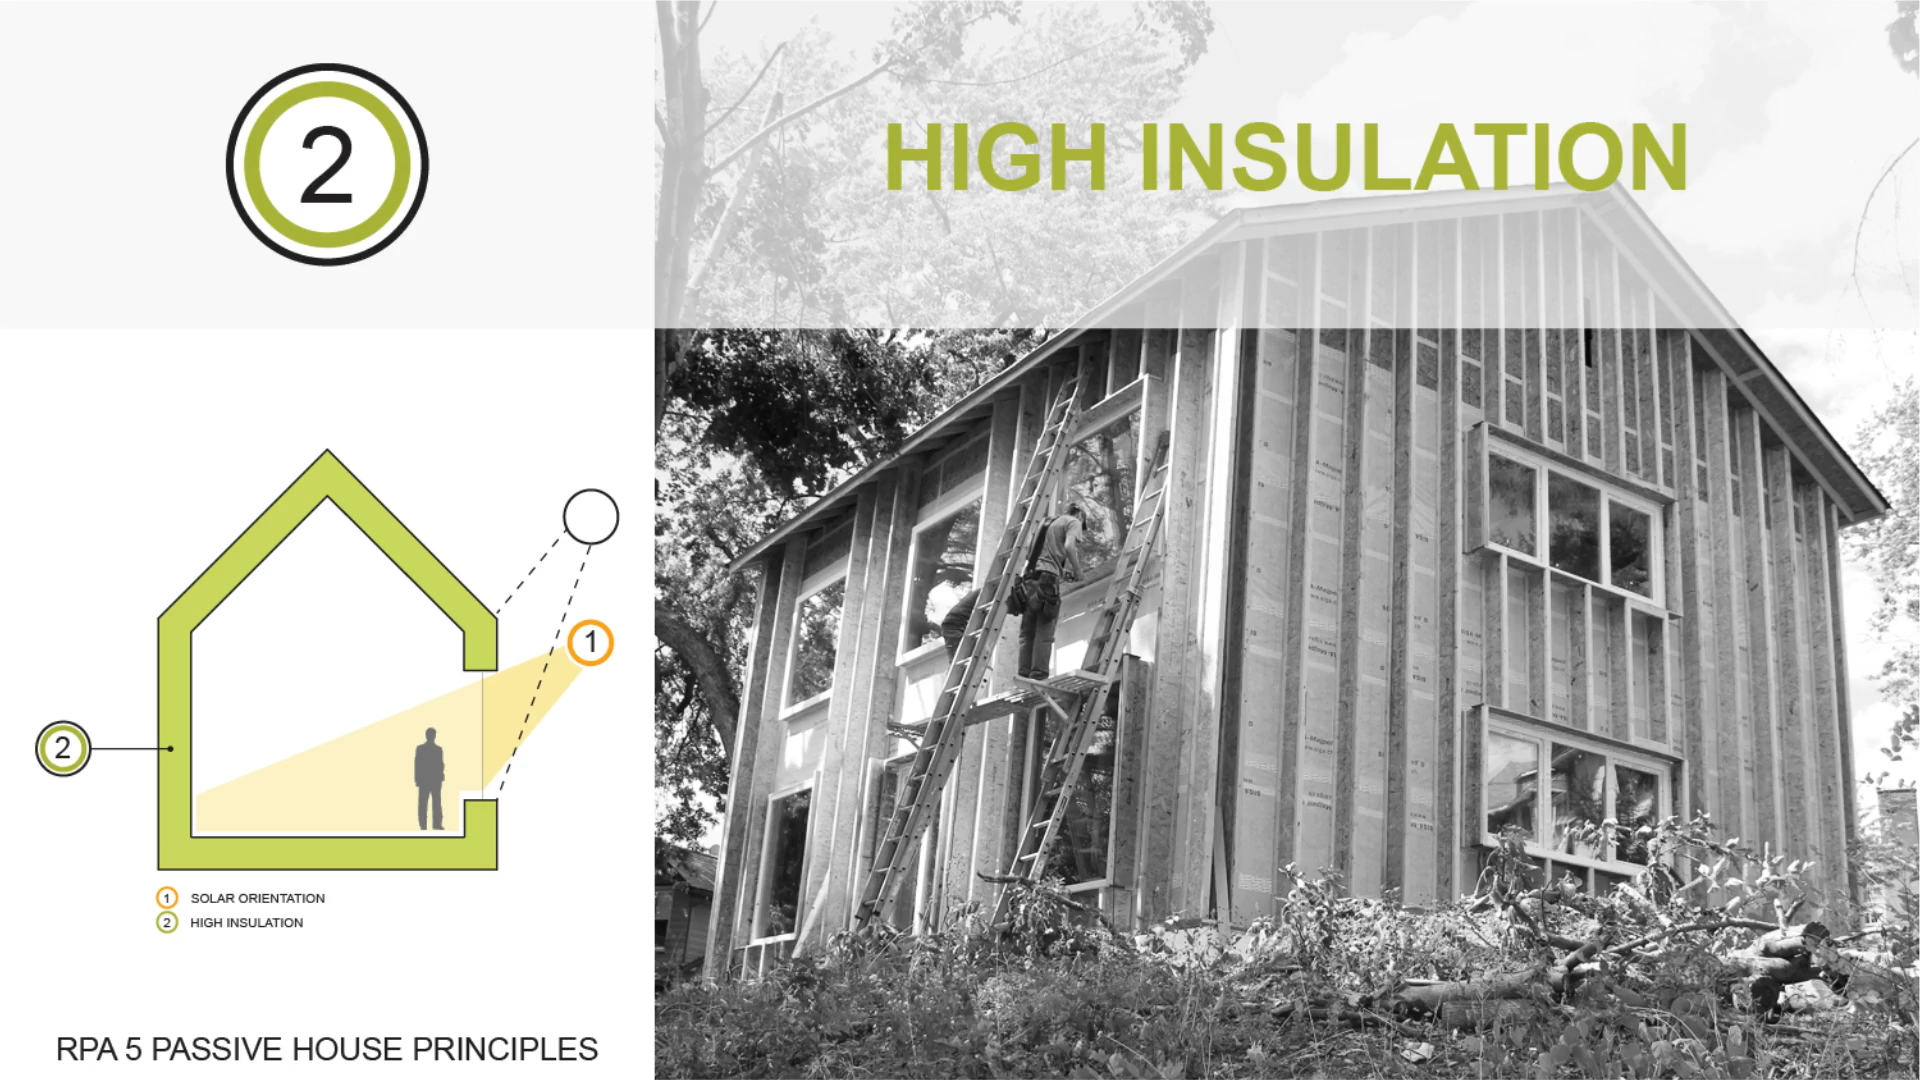 2
HIGH INSULATION
1
2
1 SOLAR ORIENTATION
2 HIGH INSULATION
RPA 5 PASSIVE HOUSE PRINCIPLES